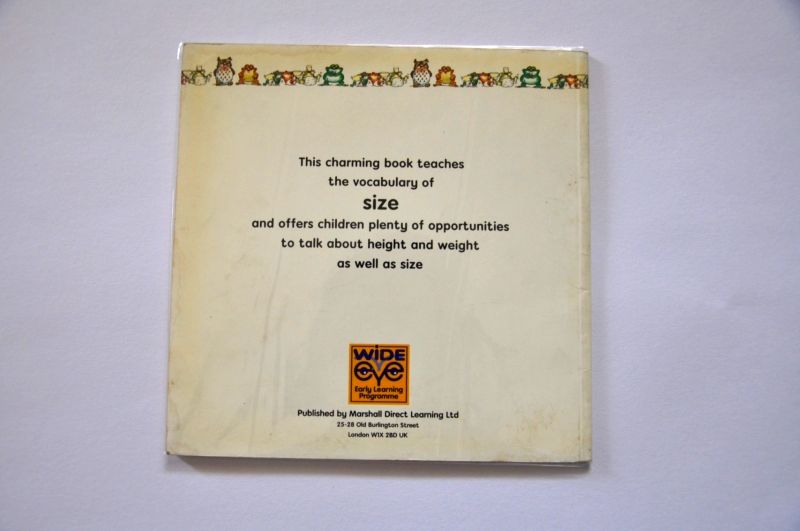 This charming book teaches
the vocabulary of
size
and offers children plenty of opportunities
to talk about height and weight
as well as size
WiDE
EYE
Early Learning
Programme
Published by Marshall Direct Learning Ltd
25-28 Old Burlington Street
London W1X 2BD UK